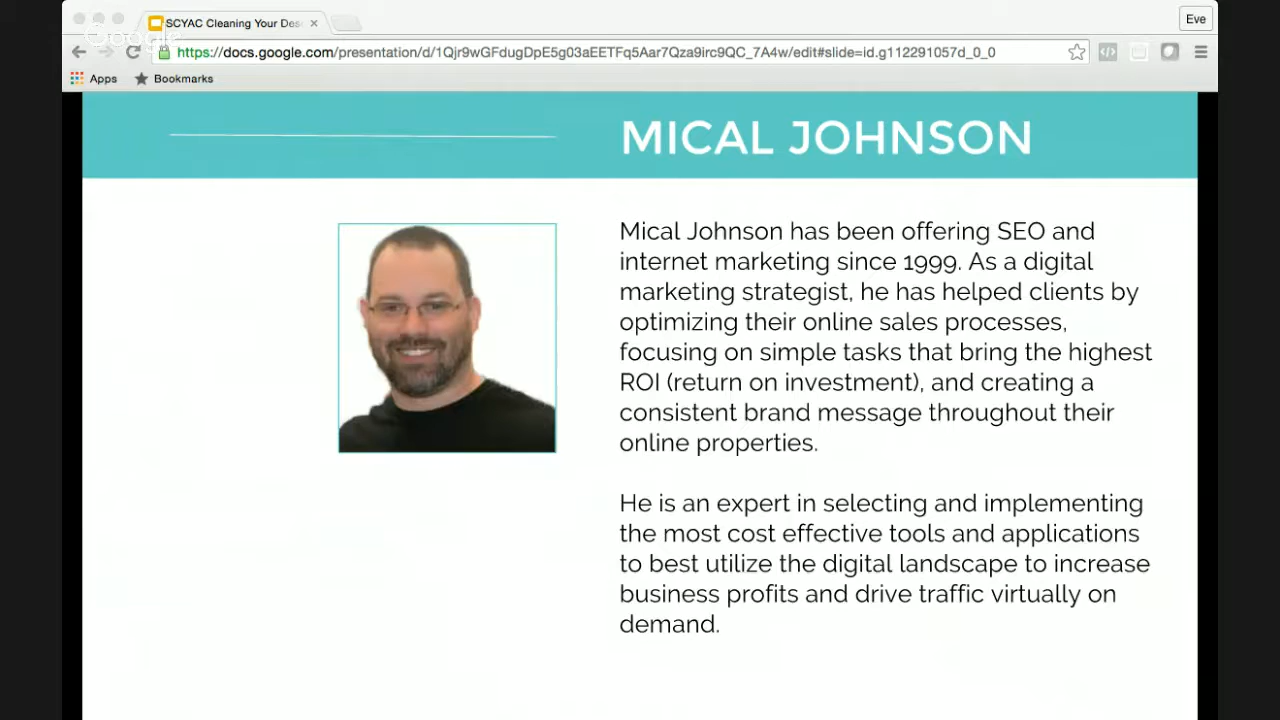 SCYAC Cleaning Your Des
Eve
Google
https://docs.google.com/presentation/d/1Qjr9wGFdugDpE5g03aEETFq5Aar7Qza9irc9QC_7A4w/edit#slide=id.g112291057d_0_0
Apps Bookmarks
MICAL JOHNSON
Mical Johnson has been offering SEO and
internet marketing since 1999. As a digital
marketing strategist, he has helped clients by
optimizing their online sales processes,
focusing on simple tasks that bring the highest
ROI (return on investment), and creating a
consistent brand message throughout their
online properties.
He is an expert in selecting and implementing
the most cost effective tools and applications
to best utilize the digital landscape to increase
business profits and drive traffic virtually on
demand.